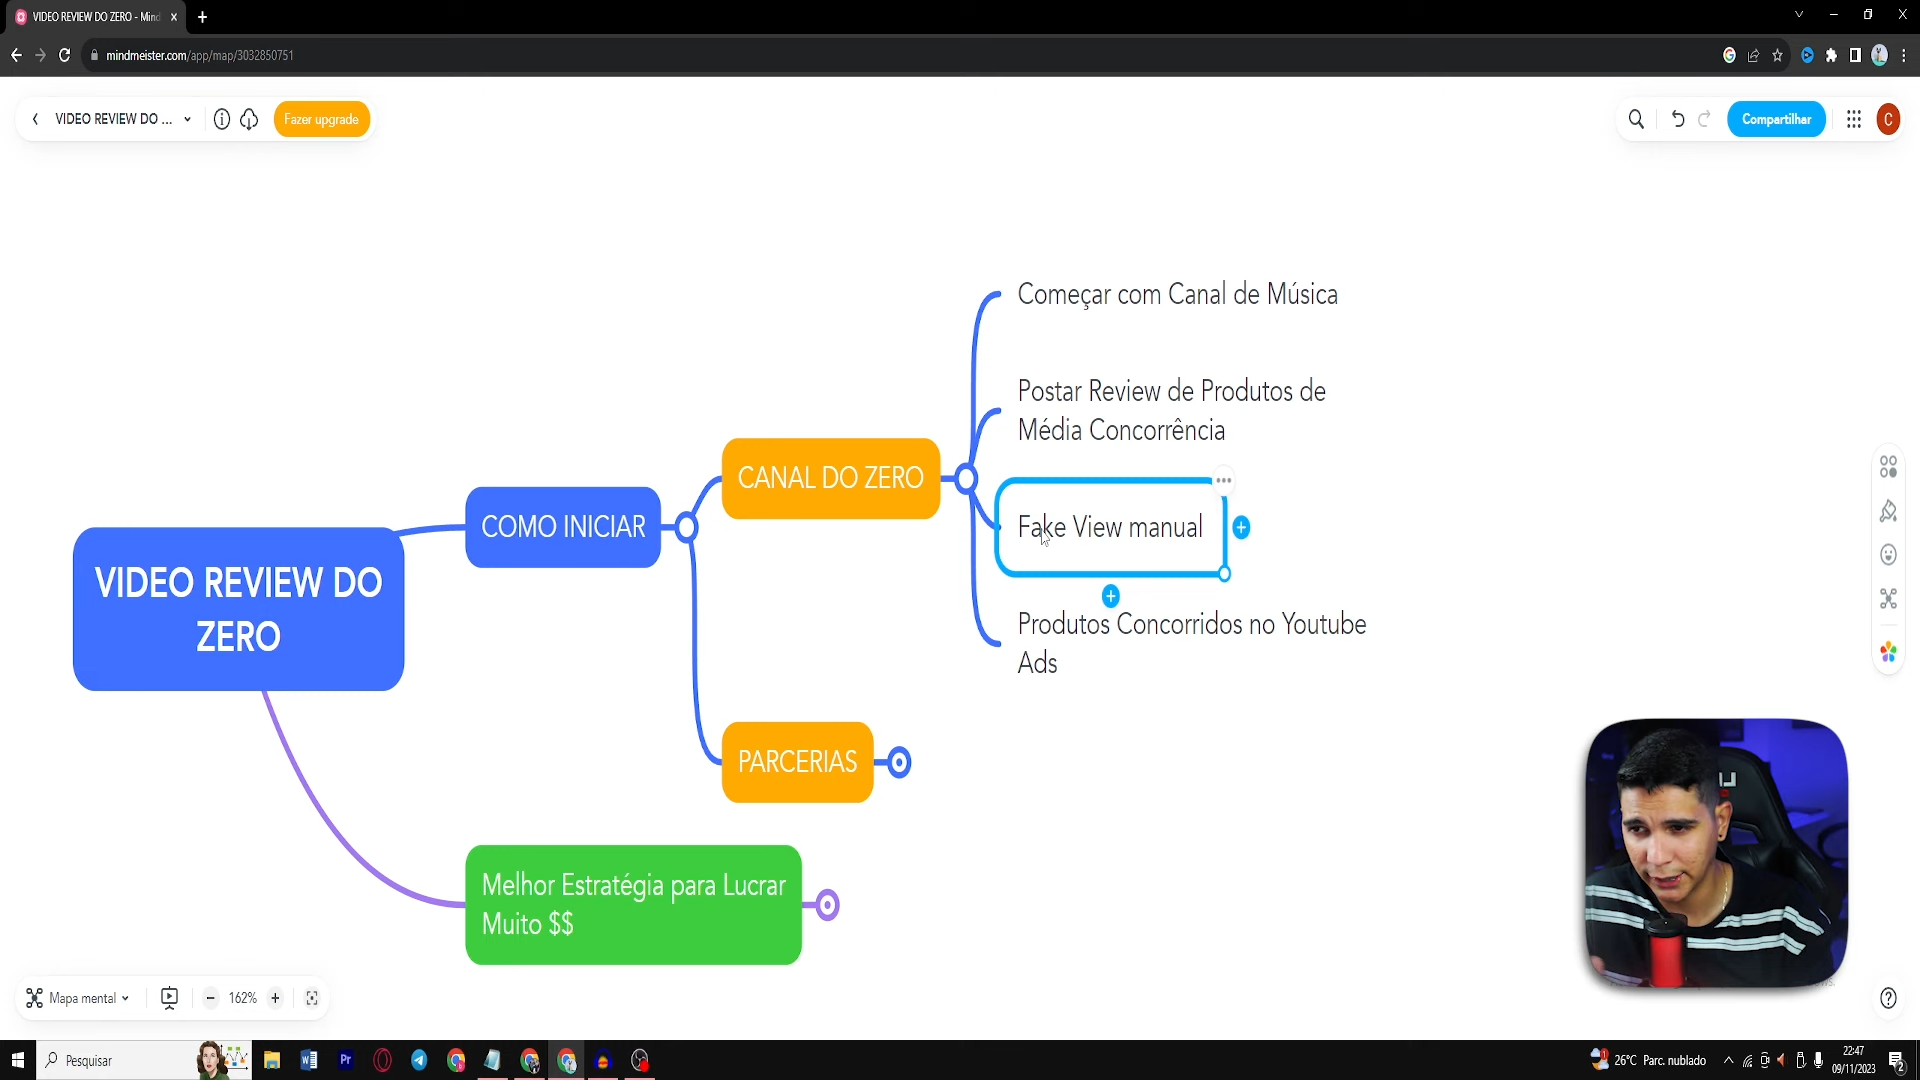 VIDEO REVIEW DO ZERO - Mind
mindmeister.com/app/map/3032850751
VIDEO REVIEW DO ...
Fazer upgrade
Compartilhar
C
Começar com Canal de Música
Postar Review de Produtos de
Média Concorrência
CANAL DO ZERO
Fake View manual
COMO INICIAR
VIDEO REVIEW DO
ZERO
Produtos Concorridos no Youtube
Ads
PARCERIAS
Melhor Estratégia para Lucrar
Muito $$
Mapa mental
162%
Pesquisar
26°C Parc. nublado
22:47
09/11/2023